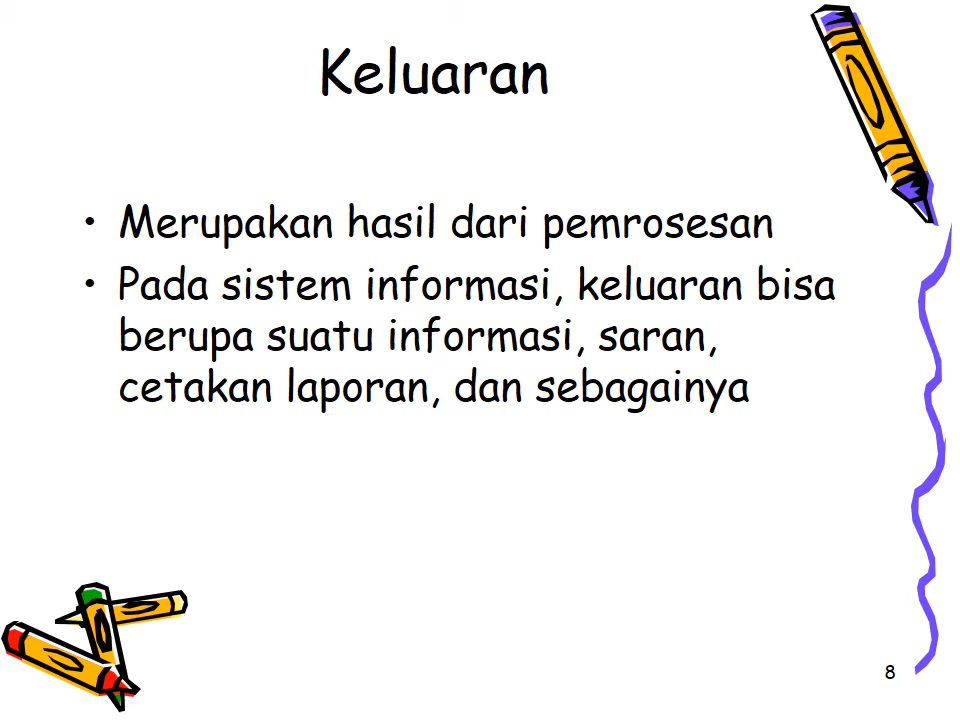 Keluaran
• Merupakan hasil dari pemrosesan
• Pada sistem informasi, keluaran bisa
berupa suatu informasi, saran,
cetakan laporan, dan sebagainya
8